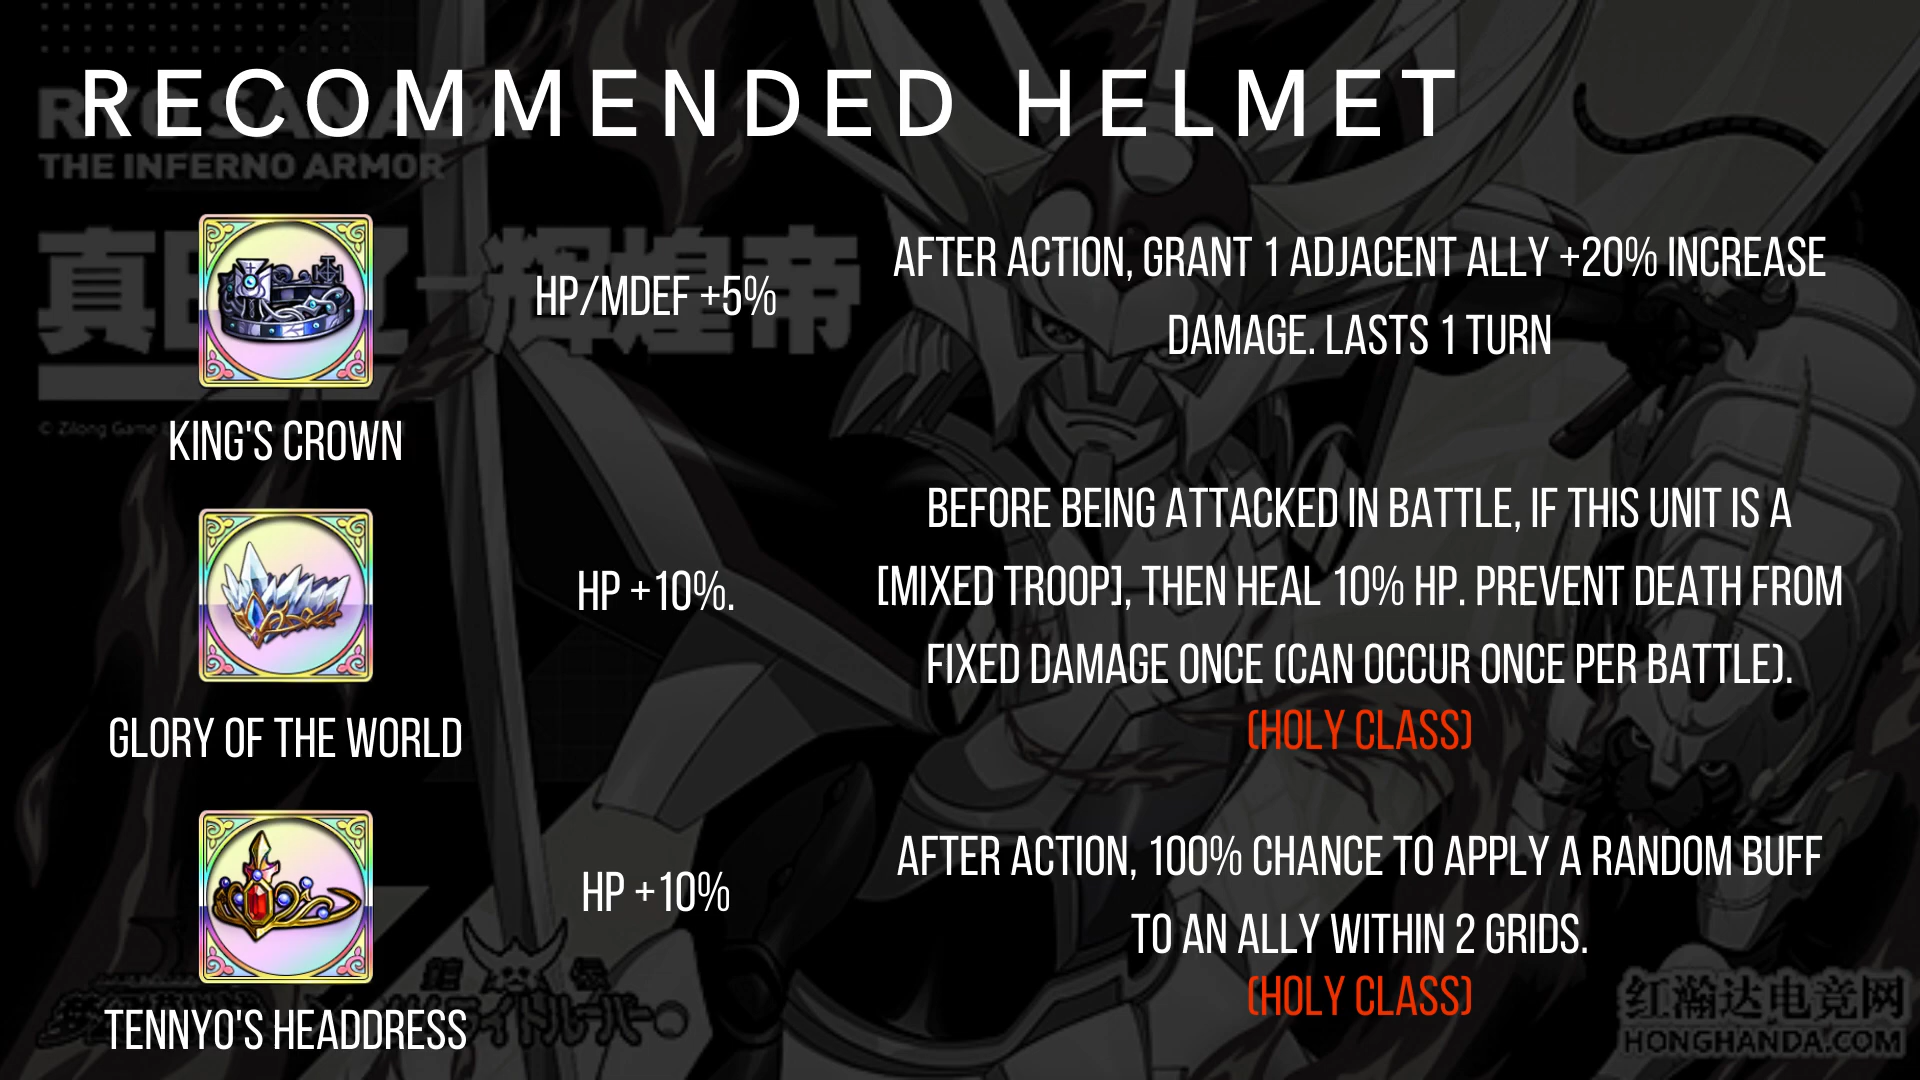 RECOMMENDED HELMET
THE INFERNO ARMOR
HP/MDEF +5%
AFTER ACTION, GRANT 1 ADJACENT ALLY +20% INCREASE
DAMAGE. LASTS 1 TURN
© Zilong Game
KING'S CROWN
HP +10%.
BEFORE BEING ATTACKED IN BATTLE, IF THIS UNIT IS A
[MIXED TROOP], THEN HEAL 10% HP. PREVENT DEATH FROM
FIXED DAMAGE ONCE (CAN OCCUR ONCE PER BATTLE).
(HOLY CLASS)
GLORY OF THE WORLD
HP +10%
AFTER ACTION, 100% CHANCE TO APPLY A RANDOM BUFF
TO AN ALLY WITHIN 2 GRIDS.
(HOLY CLASS)
TENNYO'S HEADDRESS
红瀚达电竞网
HONGHANDA.COM